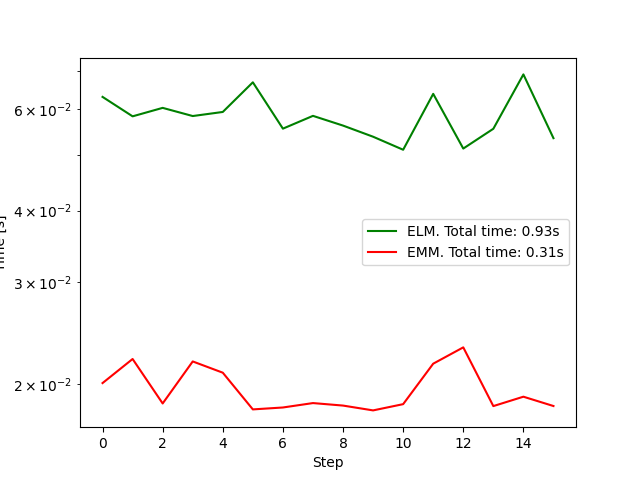 6 × 10⁻²
4 × 10⁻²
3 × 10⁻²
2 × 10⁻²
Time [s]
ELM. Total time: 0.93s
EMM. Total time: 0.31s
0 2 4 6 8 10 12 14
Step